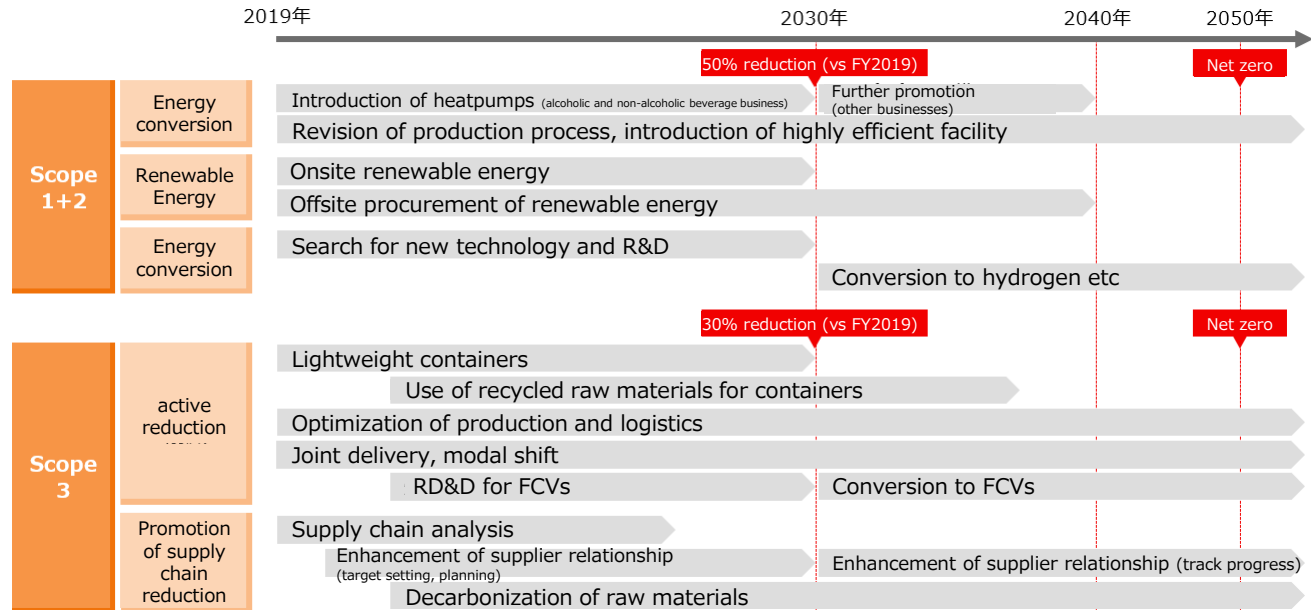 2019年
2030年
2040年
2050年
50% reduction (vs FY2019)
Net zero
Scope
1+2
Energy
conversion
Introduction of heatpumps (alcoholic and non-alcoholic beverage business)
Further promotion
(other businesses)
Revision of production process, introduction of highly efficient facility
Renewable
Energy
Onsite renewable energy
Offsite procurement of renewable energy
Energy
conversion
Search for new technology and R&D
Conversion to hydrogen etc
30% reduction (vs FY2019)
Net zero
Scope
3
active
reduction
Lightweight containers
Use of recycled raw materials for containers
Optimization of production and logistics
Joint delivery, modal shift
RD&D for FCVs
Conversion to FCVs
Promotion
of supply
chain
reduction
Supply chain analysis
Enhancement of supplier relationship
(target setting, planning)
Enhancement of supplier relationship (track progress)
Decarbonization of raw materials